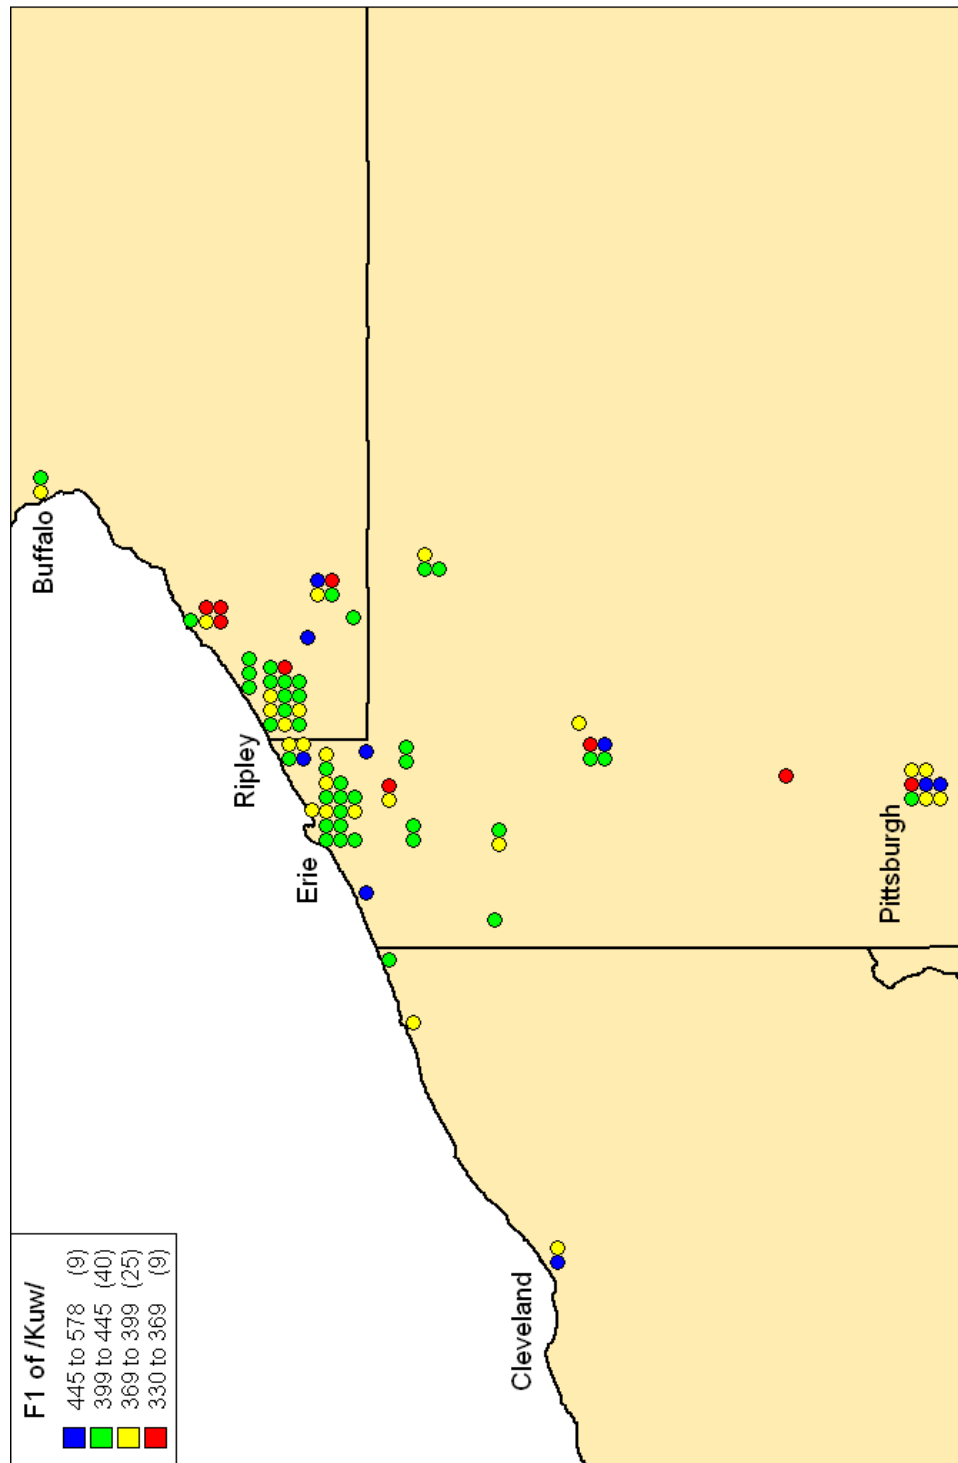 F1 of /Kuw/
445 to 578 (9)
399 to 445 (40)
369 to 399 (25)
330 to 369 (9)
Buffalo
Ripley
Erie
Cleveland
Pittsburgh